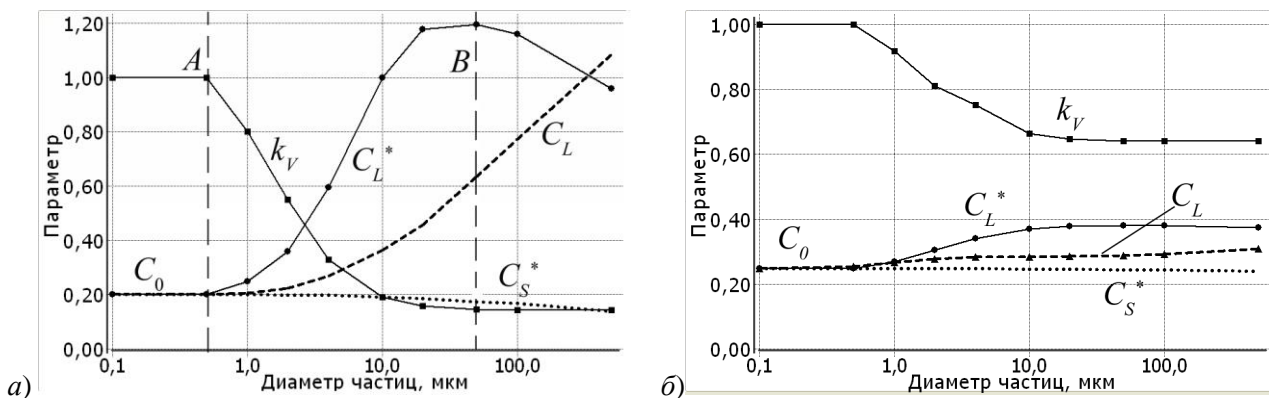 1,20
1,00
0,80
0,60
0,40
0,20
0,00
Параметр
A
B
k_V
C_L^*
C_L
C_0
C_S^*
0,1
1,0
10,0
100,0
Диаметр частиц, мкм
а)
1,00
0,80
0,60
0,40
0,20
0,00
Параметр
k_V
C_L^*
C_L
C_0
C_S^*
0,1
1,0
10,0
100,0
Диаметр частиц, мкм
б)